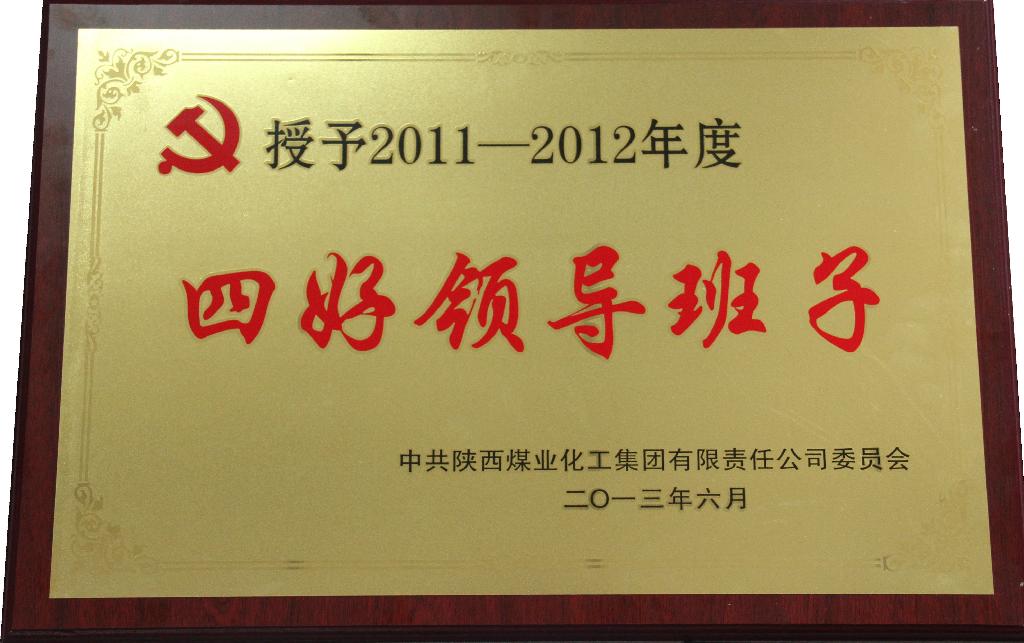 授予2011—2012年度
四好领导班子
中共陕西煤业化工集团有限责任公司委员会
二〇一三年六月